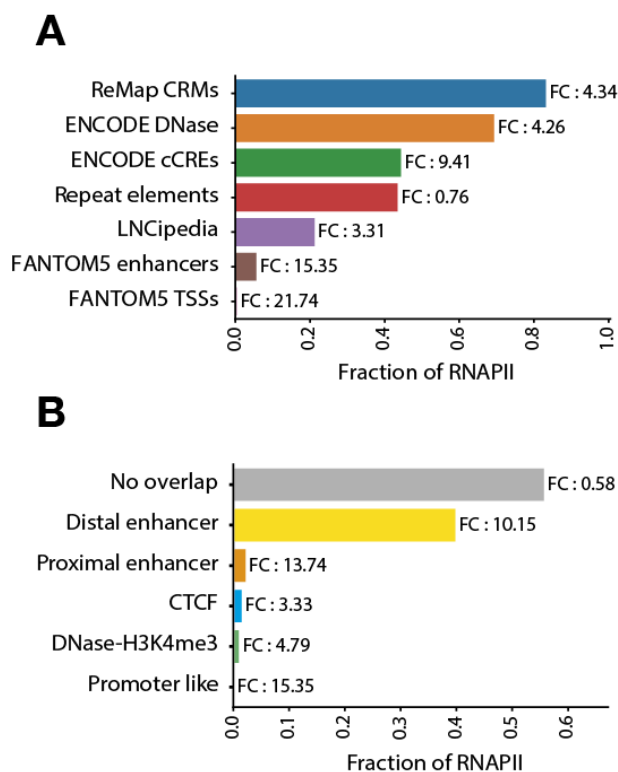 A
ReMap CRMs FC : 4.34
ENCODE DNase FC : 4.26
ENCODE cCREs FC : 9.41
Repeat elements FC : 0.76
LNCipedia FC : 3.31
FANTOM5 enhancers FC : 15.35
FANTOM5 TSSs FC : 21.74
0.0 0.2 0.4 0.6 0.8 1.0
Fraction of RNAPII
B
No overlap FC : 0.58
Distal enhancer FC : 10.15
Proximal enhancer FC : 13.74
CTCF FC : 3.33
DNase-H3K4me3 FC : 4.79
Promoter like FC : 15.35
0.0 0.1 0.2 0.3 0.4 0.5 0.6
Fraction of RNAPII